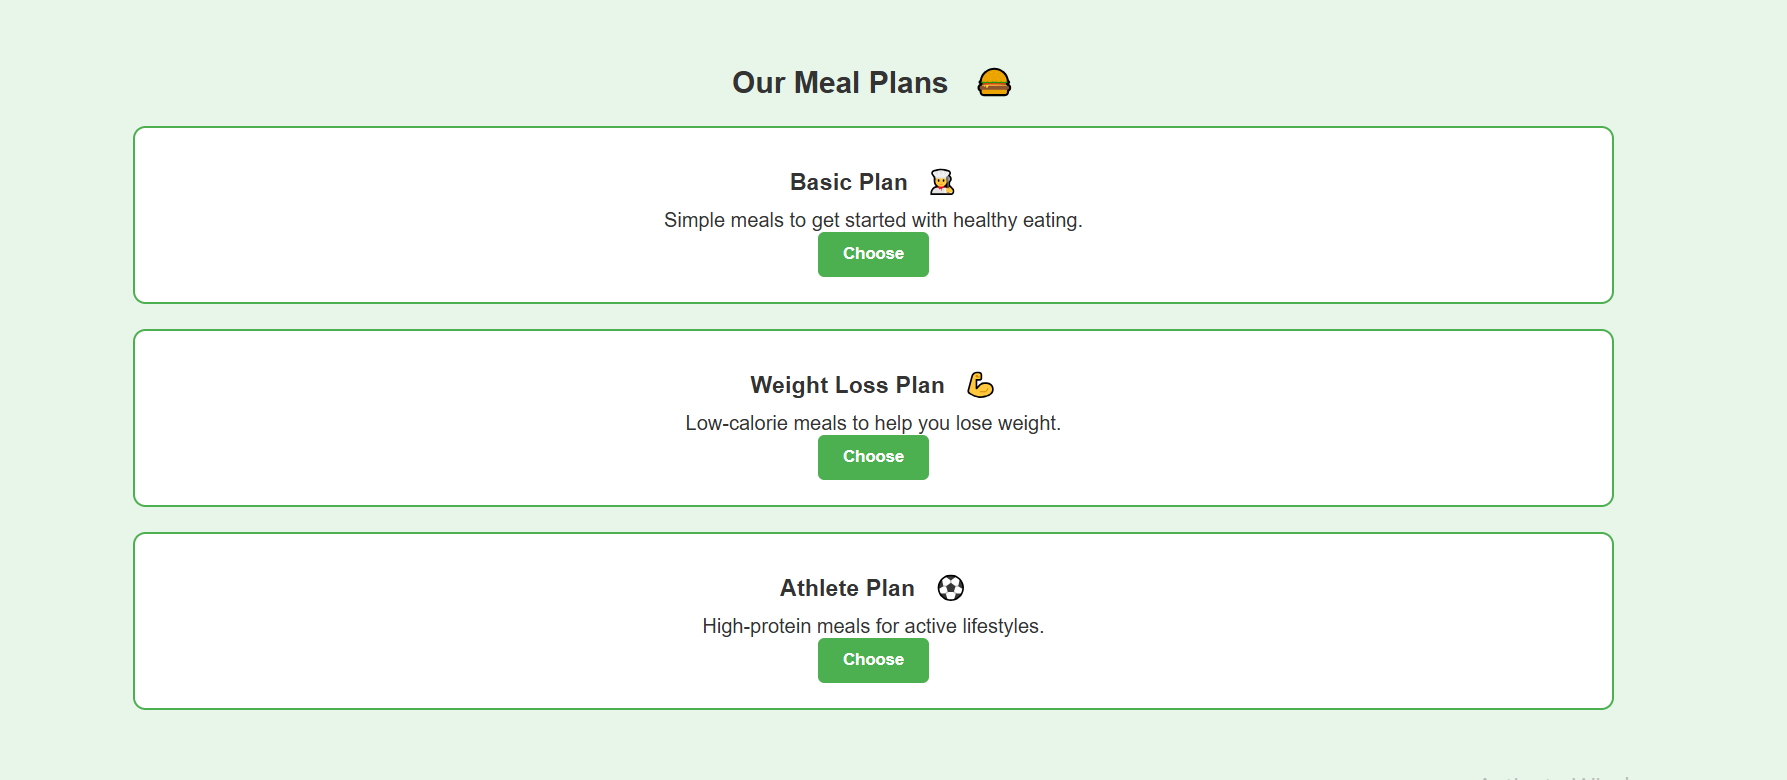 Our Meal Plans
Basic Plan
Simple meals to get started with healthy eating.
Choose
Weight Loss Plan
Low-calorie meals to help you lose weight.
Choose
Athlete Plan
High-protein meals for active lifestyles.
Choose